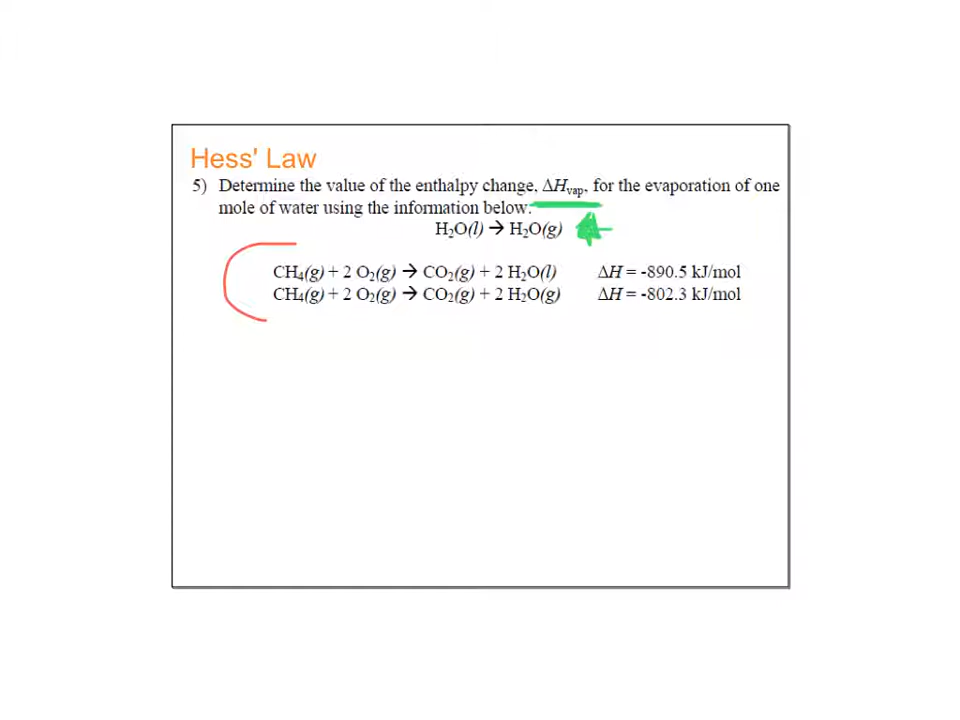 Hess' Law
5) Determine the value of the enthalpy change, ΔHvap, for the evaporation of one
mole of water using the information below.
H₂O(l) → H₂O(g)
CH₄(g) + 2 O₂(g) → CO₂(g) + 2 H₂O(l) ΔH = -890.5 kJ/mol
CH₄(g) + 2 O₂(g) → CO₂(g) + 2 H₂O(g) ΔH = -802.3 kJ/mol